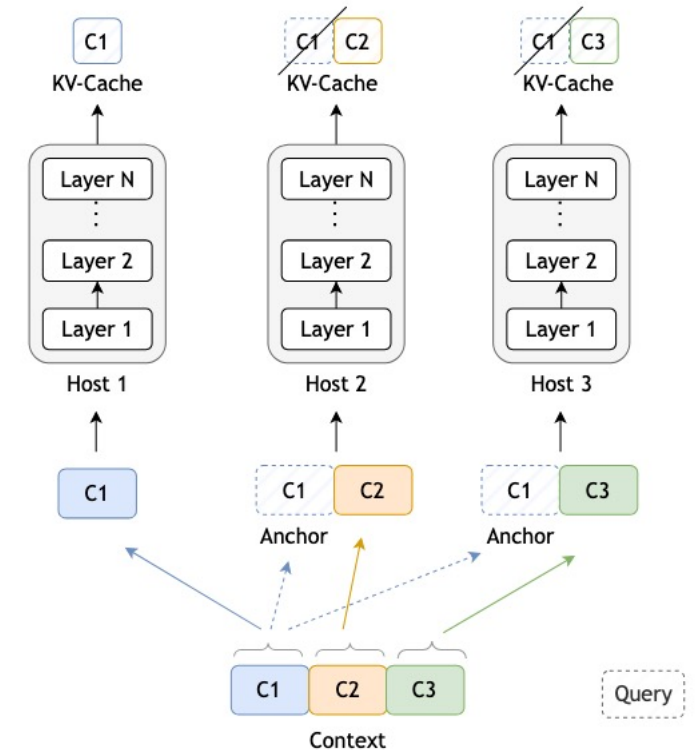 C1 C1 C2 C1 C3
KV-Cache KV-Cache KV-Cache
Layer N Layer N Layer N
Layer 2 Layer 2 Layer 2
Layer 1 Layer 1 Layer 1
Host 1 Host 2 Host 3
C1 C1 C2 C1 C3
Anchor Anchor
C1 C2 C3
Query
Context